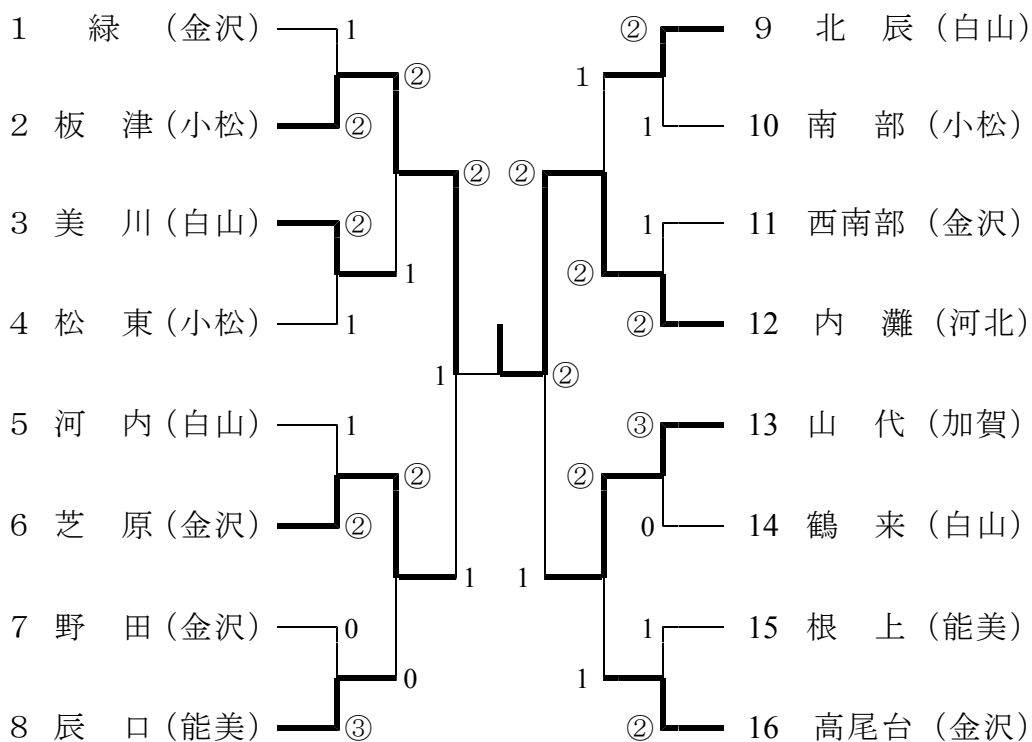 1 緑 (金沢) 1 ② 9 北 辰 (白山)
② 1
2 板 津 (小松) ② 1 10 南 部 (小松)
② ②
3 美 川 (白山) ② 1 11 西南部 (金沢)
1 ②
4 松 東 (小松) 1 ② 12 内 灘 (河北)
1 ②
5 河 内 (白山) 1 ③ 13 山 代 (加賀)
② ②
6 芝 原 (金沢) ② 0 14 鶴 来 (白山)
1 1
7 野 田 (金沢) 0 1 15 根 上 (能美)
0 1
8 辰 口 (能美) ③ ② 16 高尾台 (金沢)